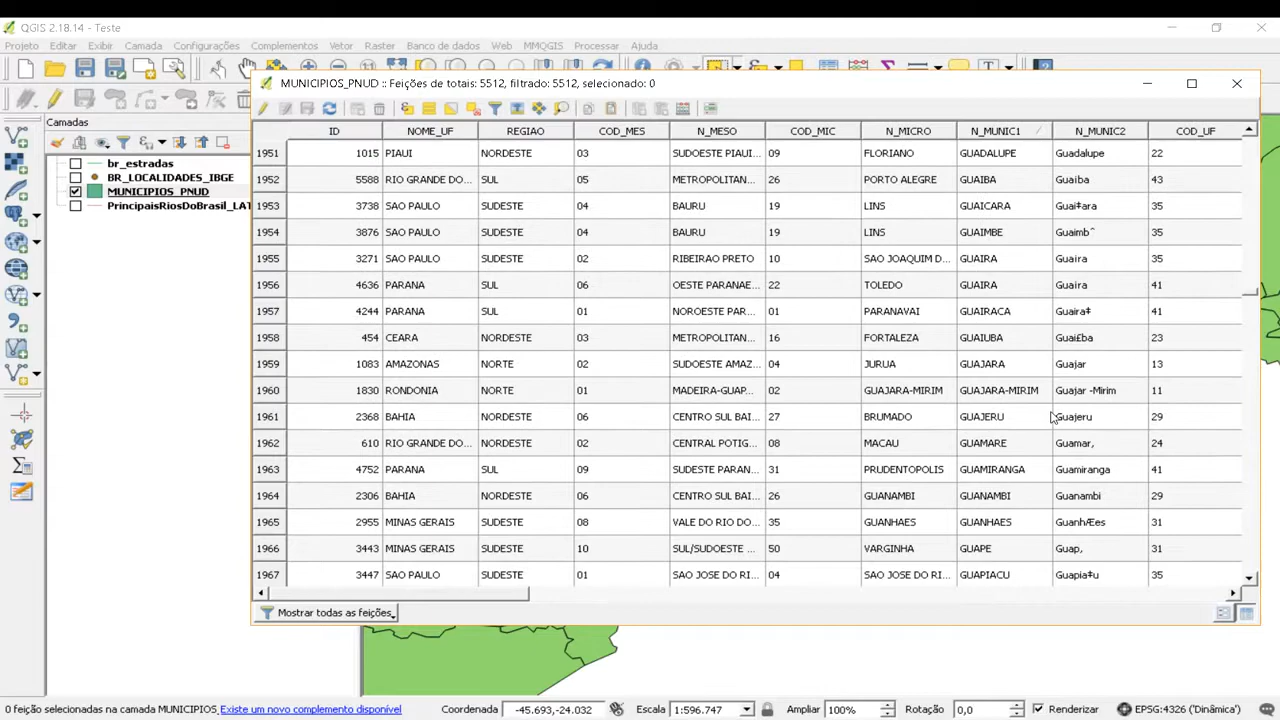 QGIS 2.18.14 - Teste
Projeto Editar Exibir Camada Configurações Complementos Vetor Raster Banco de dados Web MMQGIS Processar Ajuda
MUNICIPIOS_PNUD :: Feições de totais: 5512, filtrado: 5512, selecionado: 0
Camadas
br_estradas
BR_LOCALIDADES_IBGE
MUNICIPIOS_PNUD
PrincipaisRiosDoBrasil_LAT
ID NOME_UF REGIAO COD_MES N_MESO COD_MIC N_MICRO N_MUNIC1 N_MUNIC2 COD_UF
1951 1015 PIAUI NORDESTE 03 SUDOESTE PIAUI... 09 FLORIANO GUADALUPE Guadalupe 22
1952 5588 RIO GRANDE DO... SUL 05 METROPOLITAN... 26 PORTO ALEGRE GUAIBA Guaiba 43
1953 3738 SAO PAULO SUDESTE 04 BAURU 19 LINS GUAICARA Guai‡ara 35
1954 3876 SAO PAULO SUDESTE 04 BAURU 19 LINS GUAIMBE Guaimbˆ 35
1955 3271 SAO PAULO SUDESTE 02 RIBEIRAO PRETO 10 SAO JOAQUIM D... GUAIRA Guaira 35
1956 4636 PARANA SUL 06 OESTE PARANAE... 22 TOLEDO GUAIRA Guaira 41
1957 4244 PARANA SUL 01 NOROESTE PAR... 01 PARANAVAI GUAIRACA Guaira‡ 41
1958 454 CEARA NORDESTE 03 METROPOLITAN... 16 FORTALEZA GUAIUBA Guai£ba 23
1959 1083 AMAZONAS NORTE 02 SUDOESTE AMAZ... 04 JURUA GUAJARA Guajar 13
1960 1830 RONDONIA NORTE 01 MADEIRA-GUAP... 02 GUAJARA-MIRIM GUAJARA-MIRIM Guajar -Mirim 11
1961 2368 BAHIA NORDESTE 06 CENTRO SUL BAI... 27 BRUMADO GUAJERU Guajeru 29
1962 610 RIO GRANDE DO... NORDESTE 02 CENTRAL POTIG... 08 MACAU GUAMARE Guamar, 24
1963 4752 PARANA SUL 09 SUDESTE PARAN... 31 PRUDENTOPOLIS GUAMIRANGA Guamiranga 41
1964 2306 BAHIA NORDESTE 06 CENTRO SUL BAI... 26 GUANAMBI GUANAMBI Guanambi 29
1965 2955 MINAS GERAIS SUDESTE 08 VALE DO RIO DO... 35 GUANHAES GUANHAES GuanhÆes 31
1966 3443 MINAS GERAIS SUDESTE 10 SUL/SUDOESTE ... 50 VARGINHA GUAPE Guap, 31
1967 3447 SAO PAULO SUDESTE 01 SAO JOSE DO RI... 04 SAO JOSE DO RI... GUAPIACU Guapia‡u 35
Mostrar todas as feições
0 feição selecionadas na camada MUNICIPIOS_ Existe um novo complemento disponível Coordenada -45.693,-24.032 Escala 1:596.747 Ampliar 100% Rotação 0,0 Renderizar EPSG:4326 ('Dinâmica')